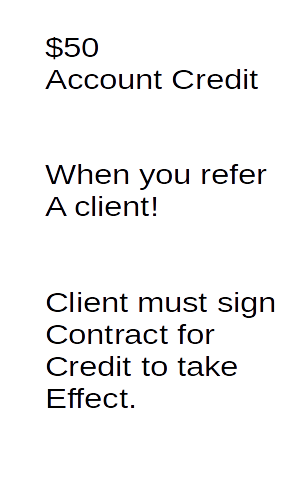 $50
Account Credit
When you refer
A client!
Client must sign
Contract for
Credit to take
Effect.